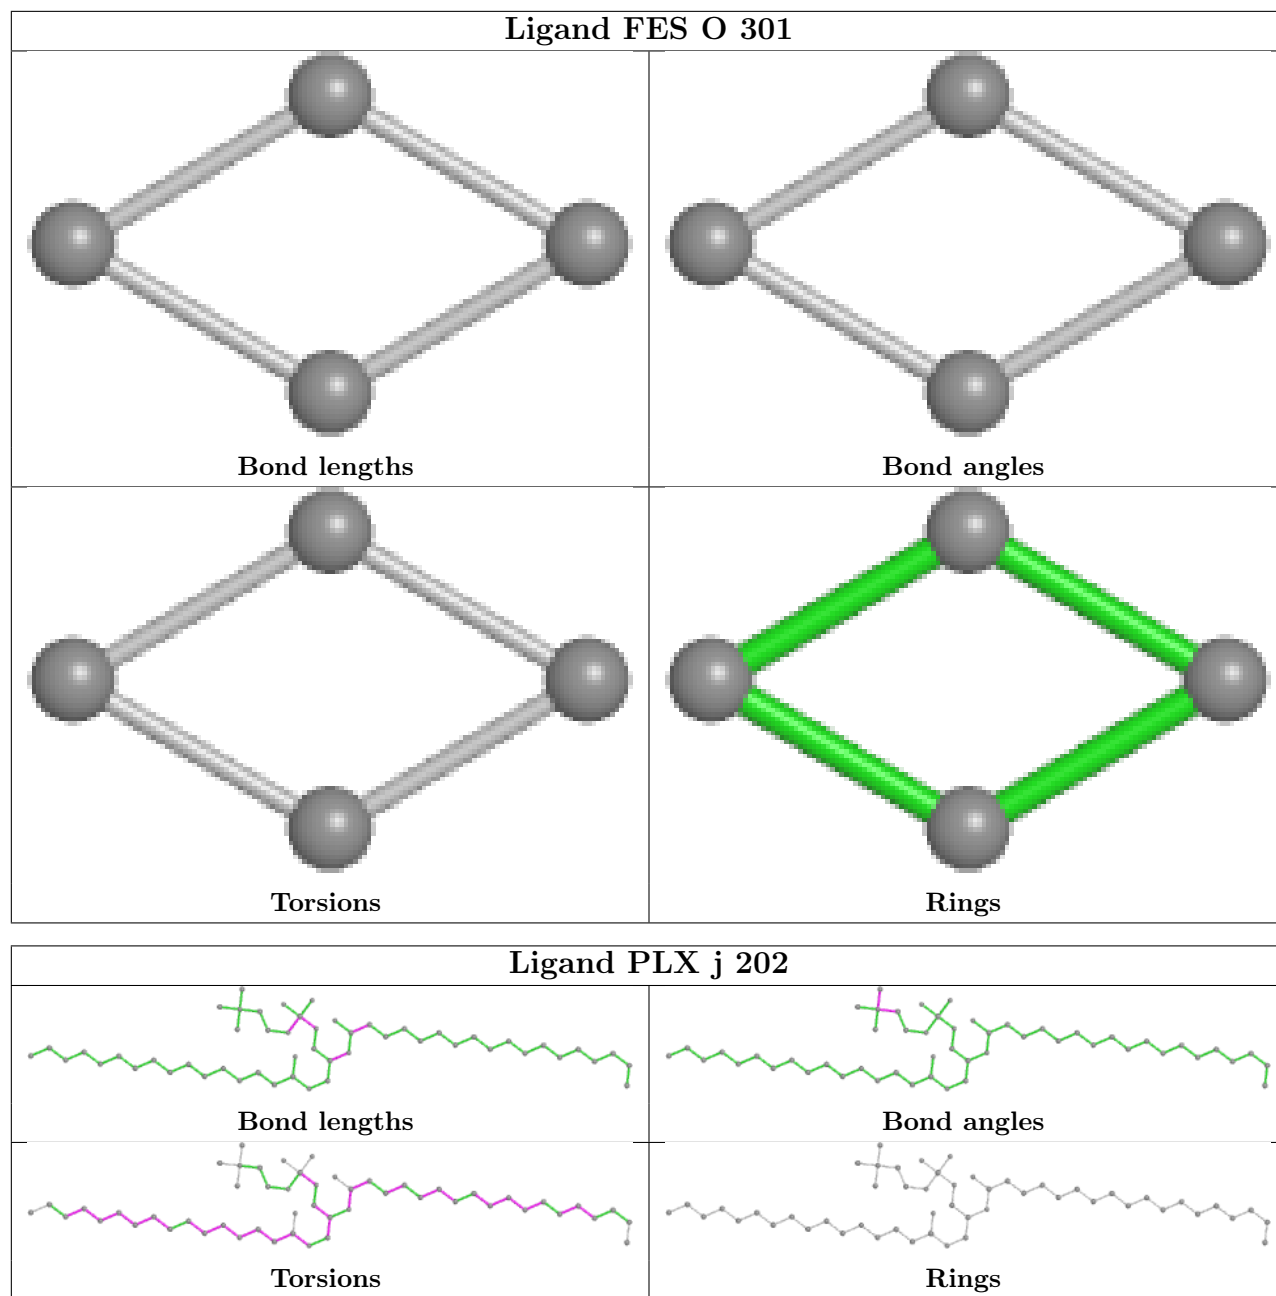 Ligand FES O 301
Bond lengths
Bond angles
Torsions
Rings
Ligand PLX j 202
Bond lengths
Bond angles
Torsions
Rings